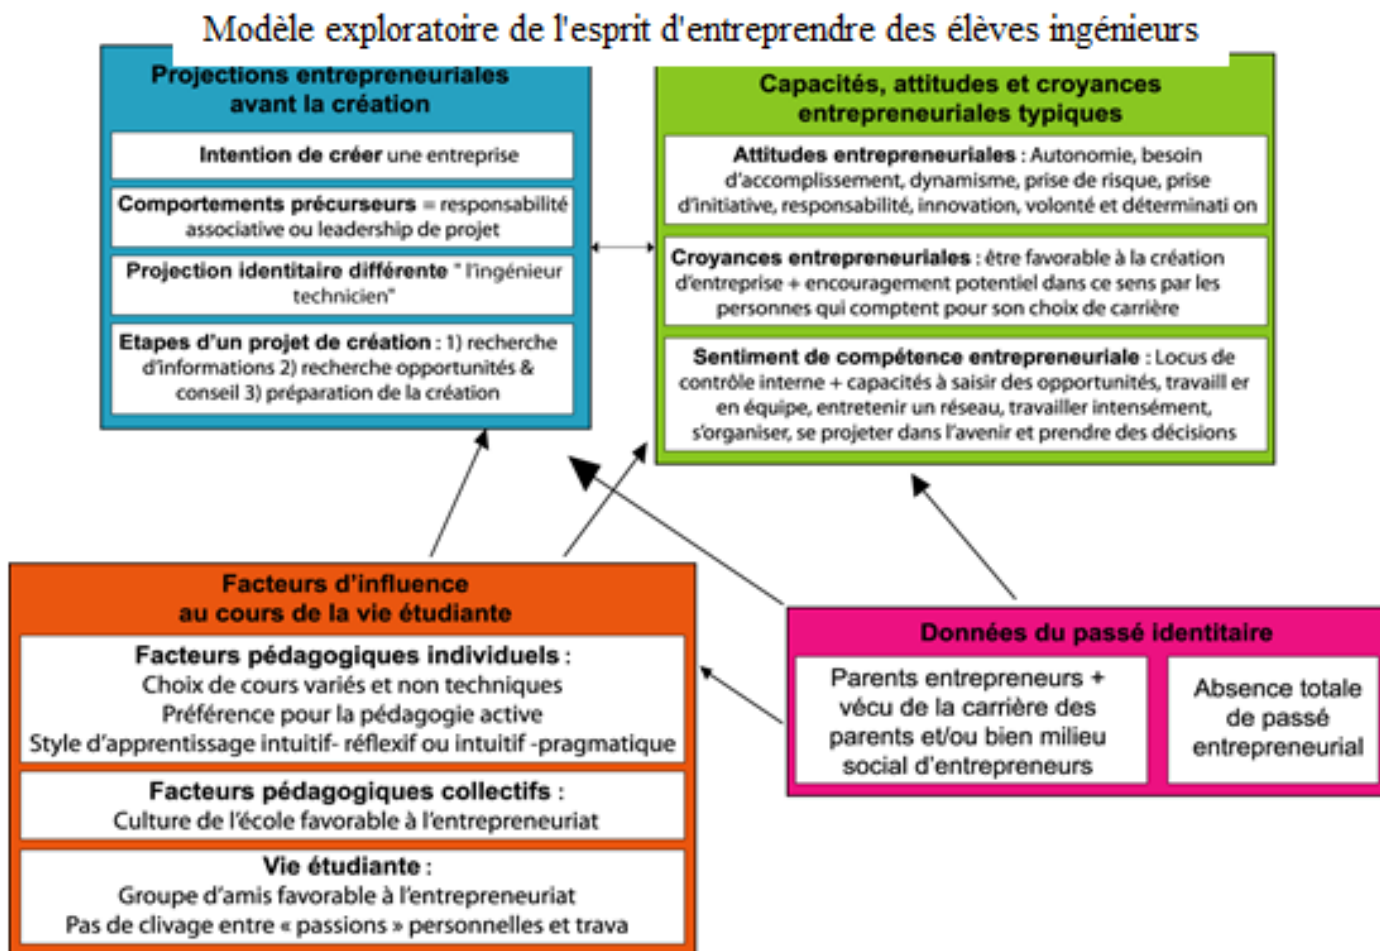 Modèle exploratoire de l'esprit d'entreprendre des élèves ingénieurs
Projections entrepreneuriales
avant la création
Intention de créer une entreprise
Comportements précurseurs = responsabilité
associative ou leadership de projet
Projection identitaire différente " l'ingénieur
technicien"
Etapes d'un projet de création : 1) recherche
d'informations 2) recherche opportunités &
conseil 3) préparation de la création
Capacités, attitudes et croyances
entrepreneuriales typiques
Attitudes entrepreneuriales : Autonomie, besoin
d'accomplissement, dynamisme, prise de risque, prise
d'initiative, responsabilité, innovation, volonté et déterminati on
Croyances entrepreneuriales : être favorable à la création
d'entreprise + encouragement potentiel dans ce sens par les
personnes qui comptent pour son choix de carrière
Sentiment de compétence entrepreneuriale : Locus de
contrôle interne + capacités à saisir des opportunités, travaill er
en équipe, entretenir un réseau, travailler intensément,
s'organiser, se projeter dans l'avenir et prendre des décisions
Facteurs d'influence
au cours de la vie étudiante
Facteurs pédagogiques individuels :
Choix de cours variés et non techniques
Préférence pour la pédagogie active
Style d'apprentissage intuitif- réflexif ou intuitif -pragmatique
Facteurs pédagogiques collectifs :
Culture de l'école favorable à l'entrepreneuriat
Vie étudiante :
Groupe d'amis favorable à l'entrepreneuriat
Pas de clivage entre « passions » personnelles et trava
Données du passé identitaire
Parents entrepreneurs +
vécu de la carrière des
parents et/ou bien milieu
social d'entrepreneurs
Absence totale
de passé
entrepreneurial